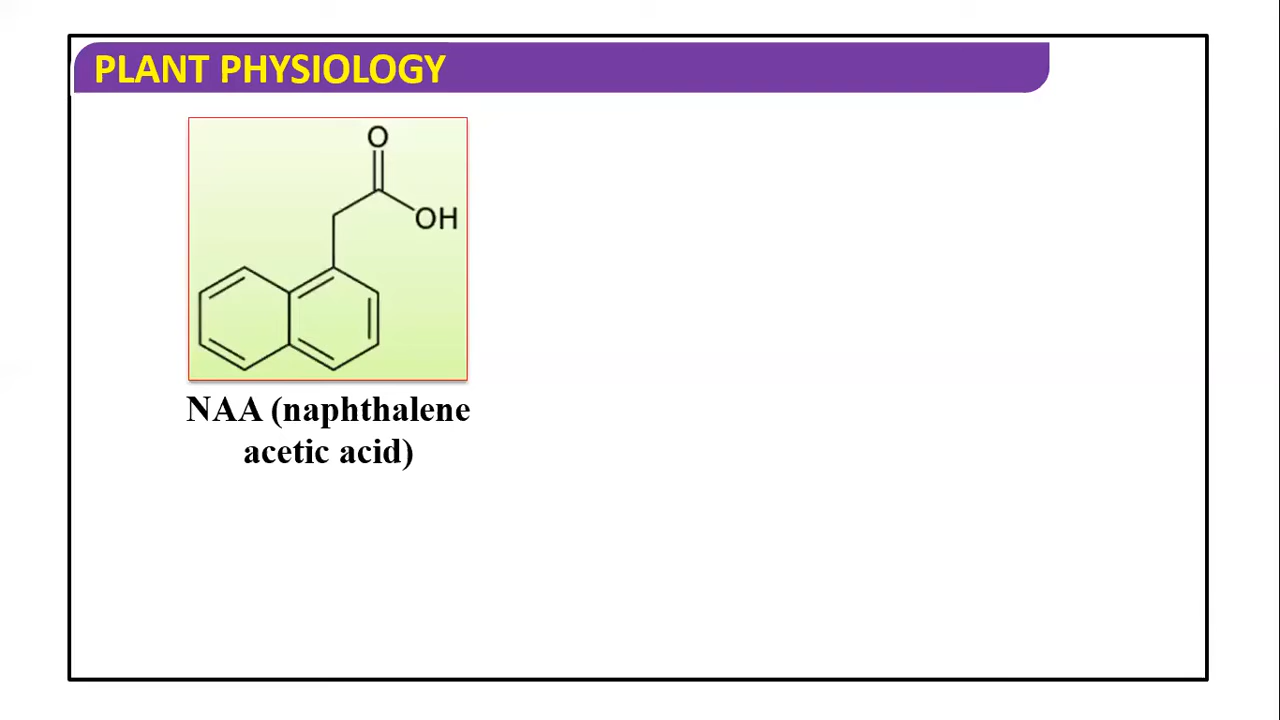 PLANT PHYSIOLOGY
O
OH
NAA (naphthalene
acetic acid)